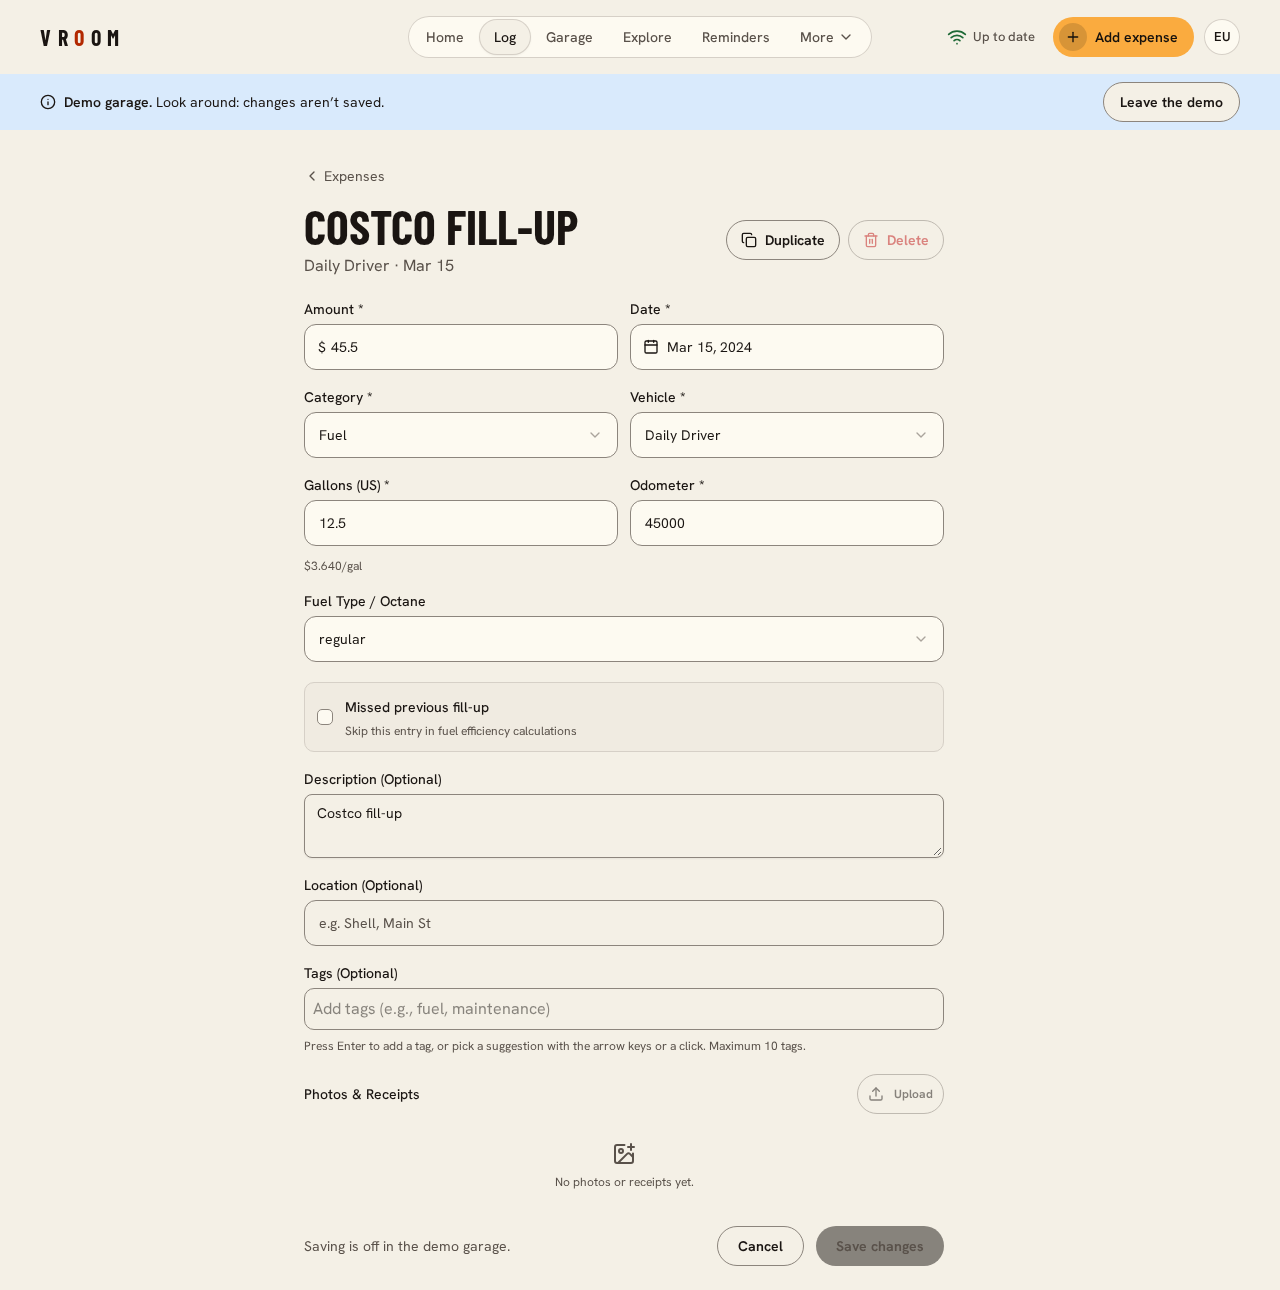 VROOM
Home
Log
Garage
Explore
Reminders
More
Up to date
Add expense
EU
Demo garage. Look around: changes aren’t saved.
Leave the demo
Expenses
COSTCO FILL-UP
Duplicate
Delete
Daily Driver · Mar 15
Amount *
Date *
$ 45.5
Mar 15, 2024
Category *
Vehicle *
Fuel
Daily Driver
Gallons (US) *
Odometer *
12.5
45000
$3.640/gal
Fuel Type / Octane
regular
Missed previous fill-up
Skip this entry in fuel efficiency calculations
Description (Optional)
Costco fill-up
Location (Optional)
e.g. Shell, Main St
Tags (Optional)
Add tags (e.g., fuel, maintenance)
Press Enter to add a tag, or pick a suggestion with the arrow keys or a click. Maximum 10 tags.
Photos & Receipts
Upload
No photos or receipts yet.
Saving is off in the demo garage.
Cancel
Save changes